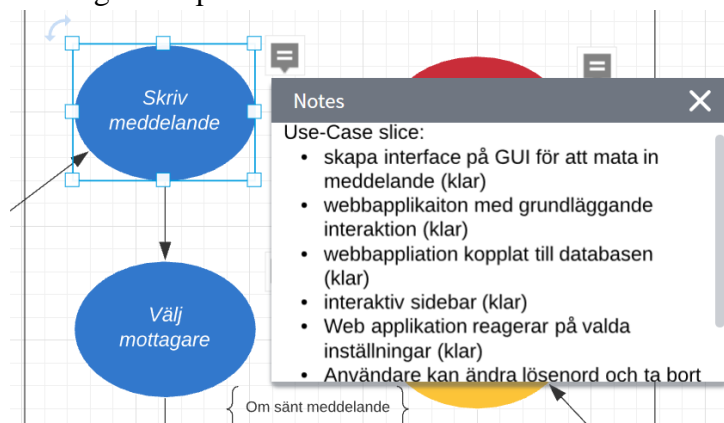 Skriv
meddelande
Notes
Use-Case slice:
• skapa interface på GUI för att mata in
meddelande (klar)
• webbapplikaiton med grundläggande
interaktion (klar)
• webbappliation kopplat till databasen
(klar)
• interaktiv sidebar (klar)
• Web applikation reagerar på valda
inställningar (klar)
• Användare kan ändra lösenord och ta bort
Välj
mottagare
Om sänt meddelande